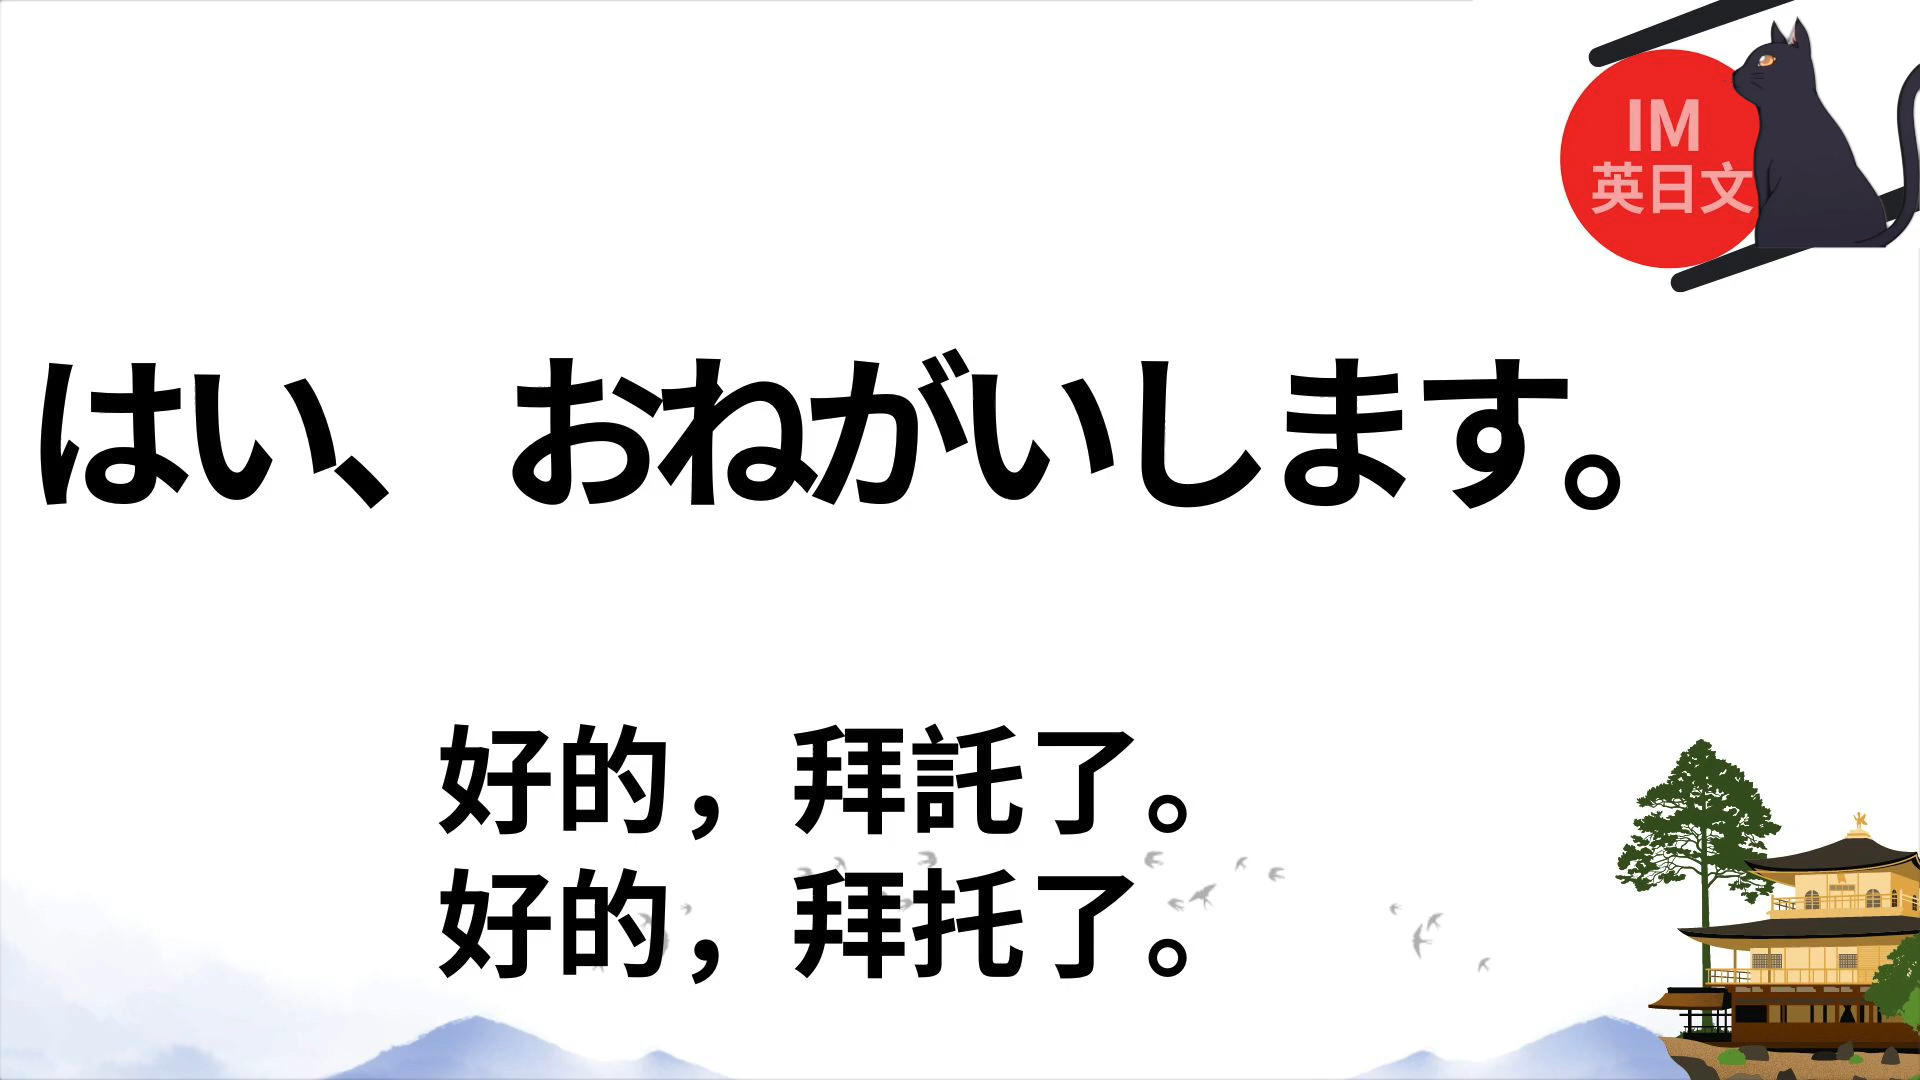 IM
英日文
はい、おねがいします。
好的，拜託了。
好的，拜托了。